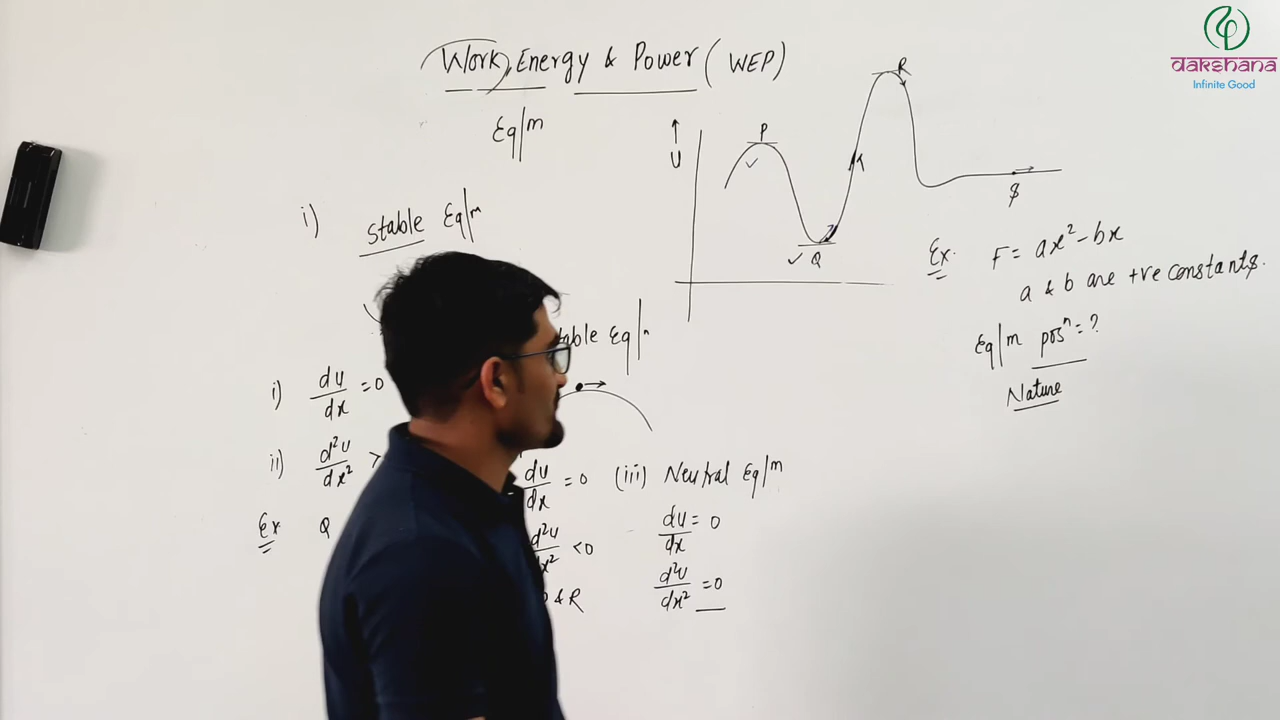 Work, Energy & Power (WEP)
Eq/m
i) stable Eq/m
i) du/dx = 0
ii) d²u/dx² >
Ex Q
table Eq/m
du/dx = 0
d²u/dx² <0
& R
(iii) Neutral Eq/m
du/dx = 0
d²u/dx² = 0
↑
U
P
Q
R
S
Ex. F = ax² - bx
a & b are +ve constants.
Eq/m posⁿ = ?
Nature
dakshana
Infinite Good